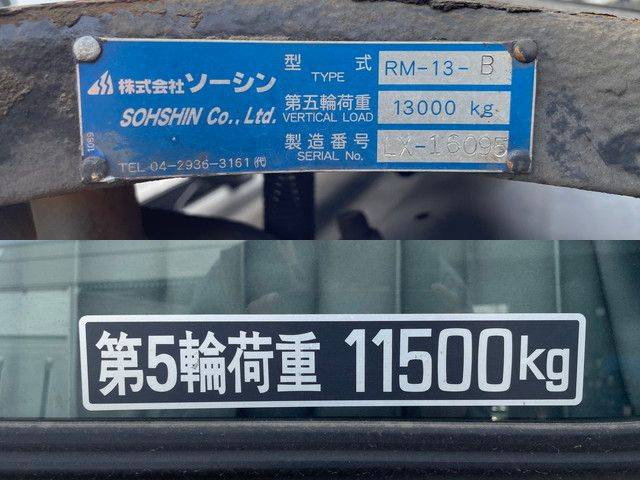 型 式 RM-13-B
TYPE
株式会社ソーシン
第五輪荷重 13000 kg
VERTICAL LOAD
SOHSHIN Co., Ltd.
製造番号 LX-16095
SERIAL No.
TEL 04-2936-3161(代)
1059
第5輪荷重 11500kg